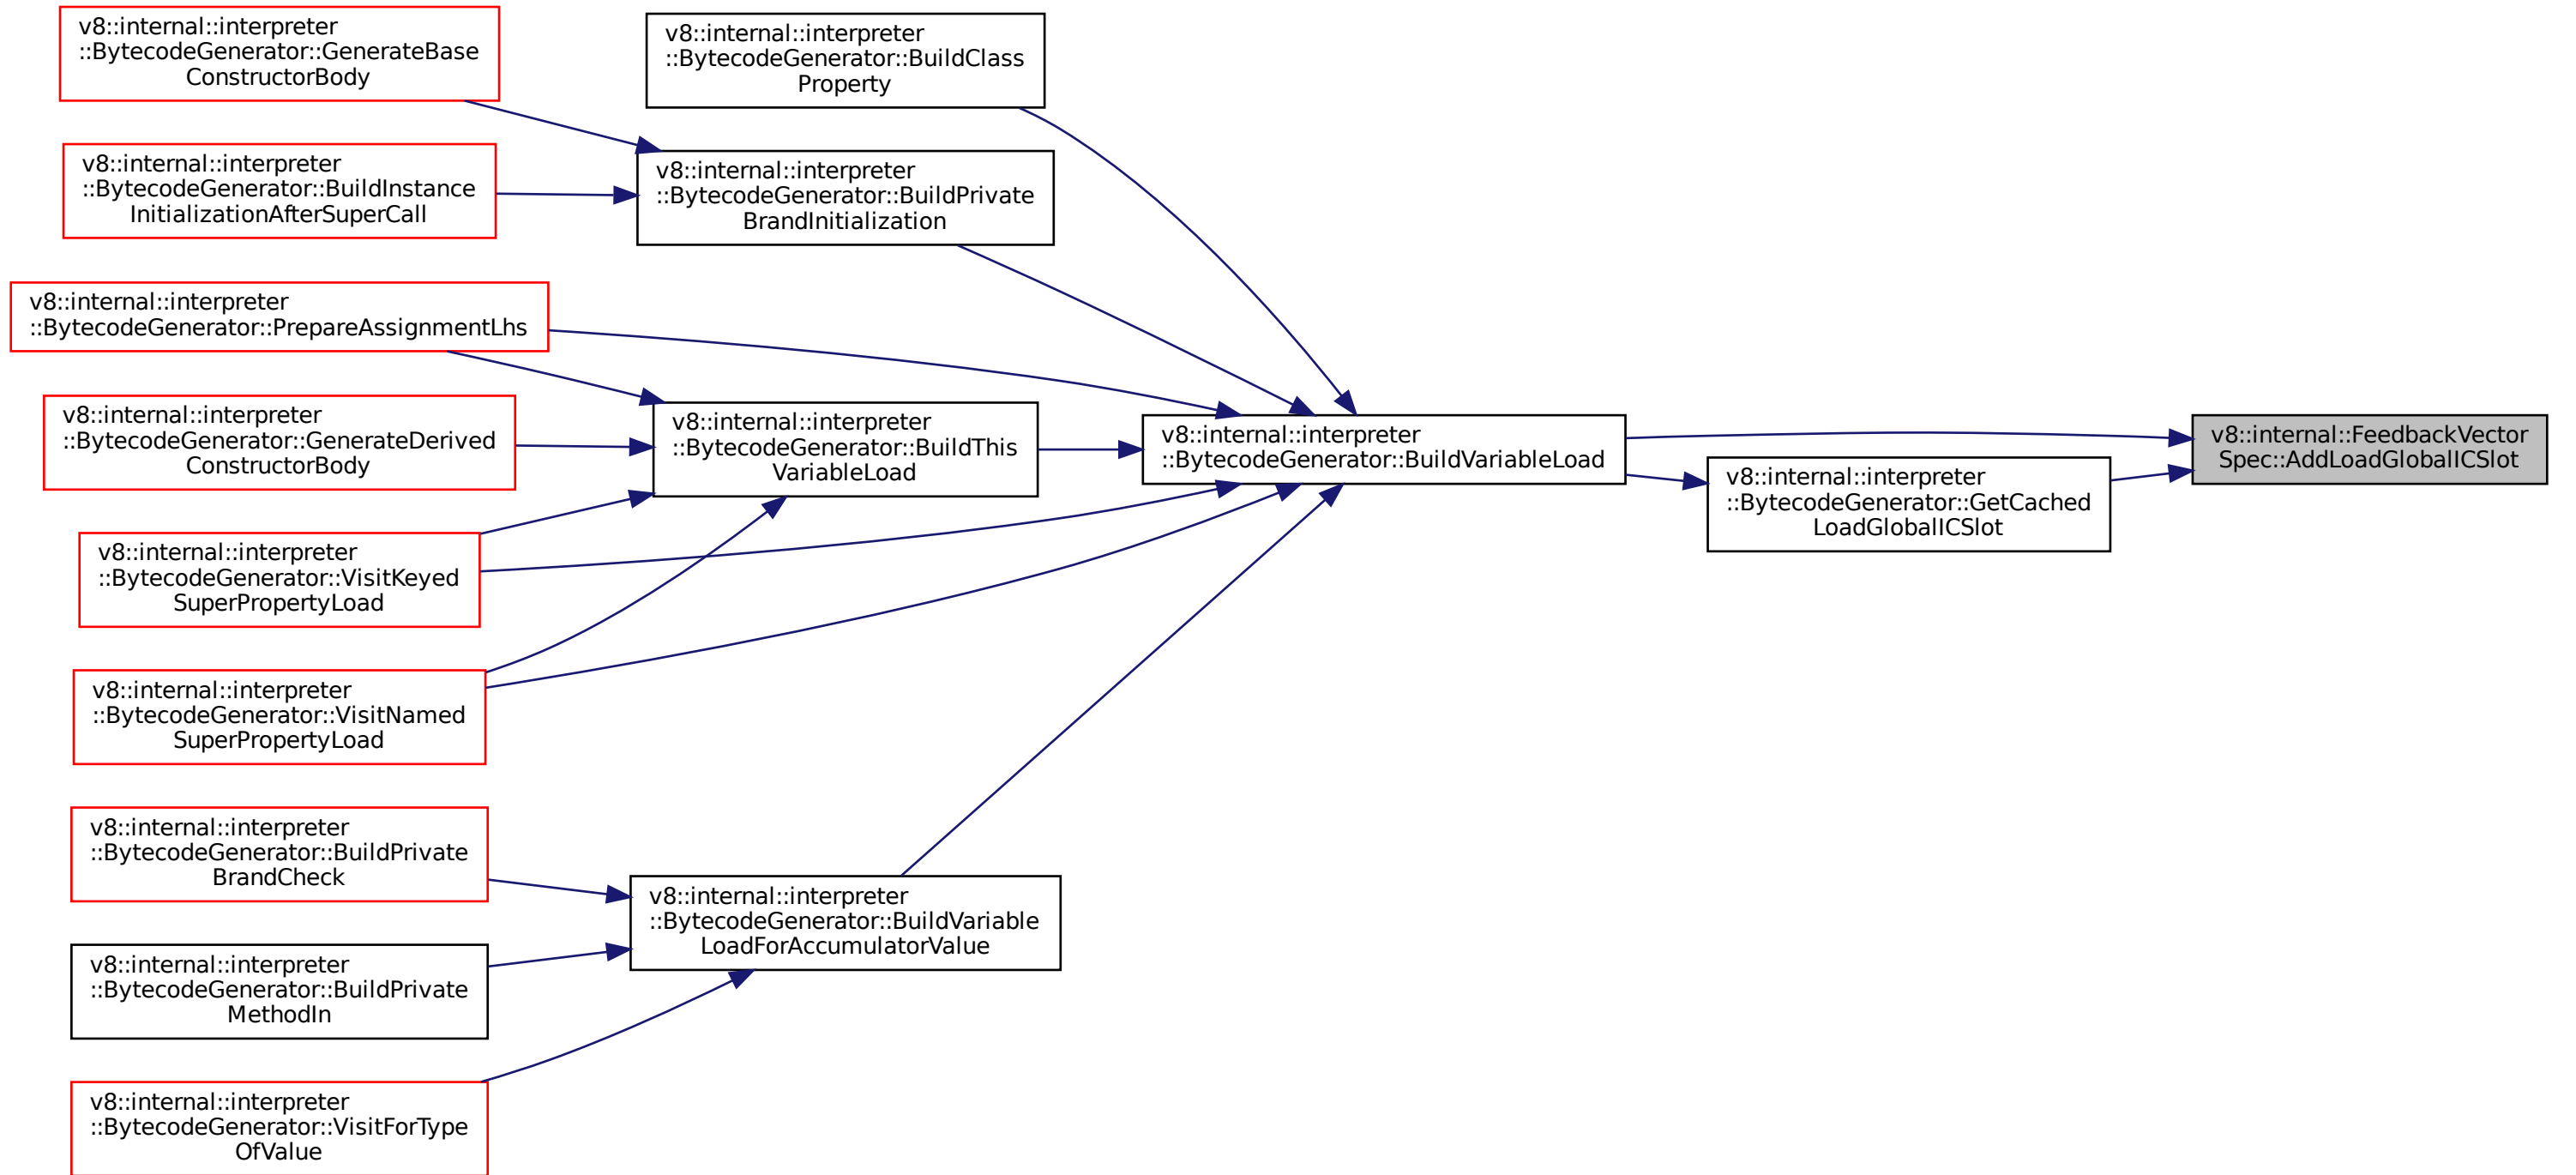 v8::internal::interpreter
::BytecodeGenerator::GenerateBase
ConstructorBody
v8::internal::interpreter
::BytecodeGenerator::BuildInstance
InitializationAfterSuperCall
v8::internal::interpreter
::BytecodeGenerator::PrepareAssignmentLhs
v8::internal::interpreter
::BytecodeGenerator::GenerateDerived
ConstructorBody
v8::internal::interpreter
::BytecodeGenerator::VisitKeyed
SuperPropertyLoad
v8::internal::interpreter
::BytecodeGenerator::VisitNamed
SuperPropertyLoad
v8::internal::interpreter
::BytecodeGenerator::BuildPrivate
BrandCheck
v8::internal::interpreter
::BytecodeGenerator::BuildPrivate
MethodIn
v8::internal::interpreter
::BytecodeGenerator::VisitForType
OfValue
v8::internal::interpreter
::BytecodeGenerator::BuildClass
Property
v8::internal::interpreter
::BytecodeGenerator::BuildPrivate
BrandInitialization
v8::internal::interpreter
::BytecodeGenerator::BuildThis
VariableLoad
v8::internal::interpreter
::BytecodeGenerator::BuildVariable
LoadForAccumulatorValue
v8::internal::interpreter
::BytecodeGenerator::BuildVariableLoad
v8::internal::interpreter
::BytecodeGenerator::GetCached
LoadGlobalICSlot
v8::internal::FeedbackVector
Spec::AddLoadGlobalICSlot